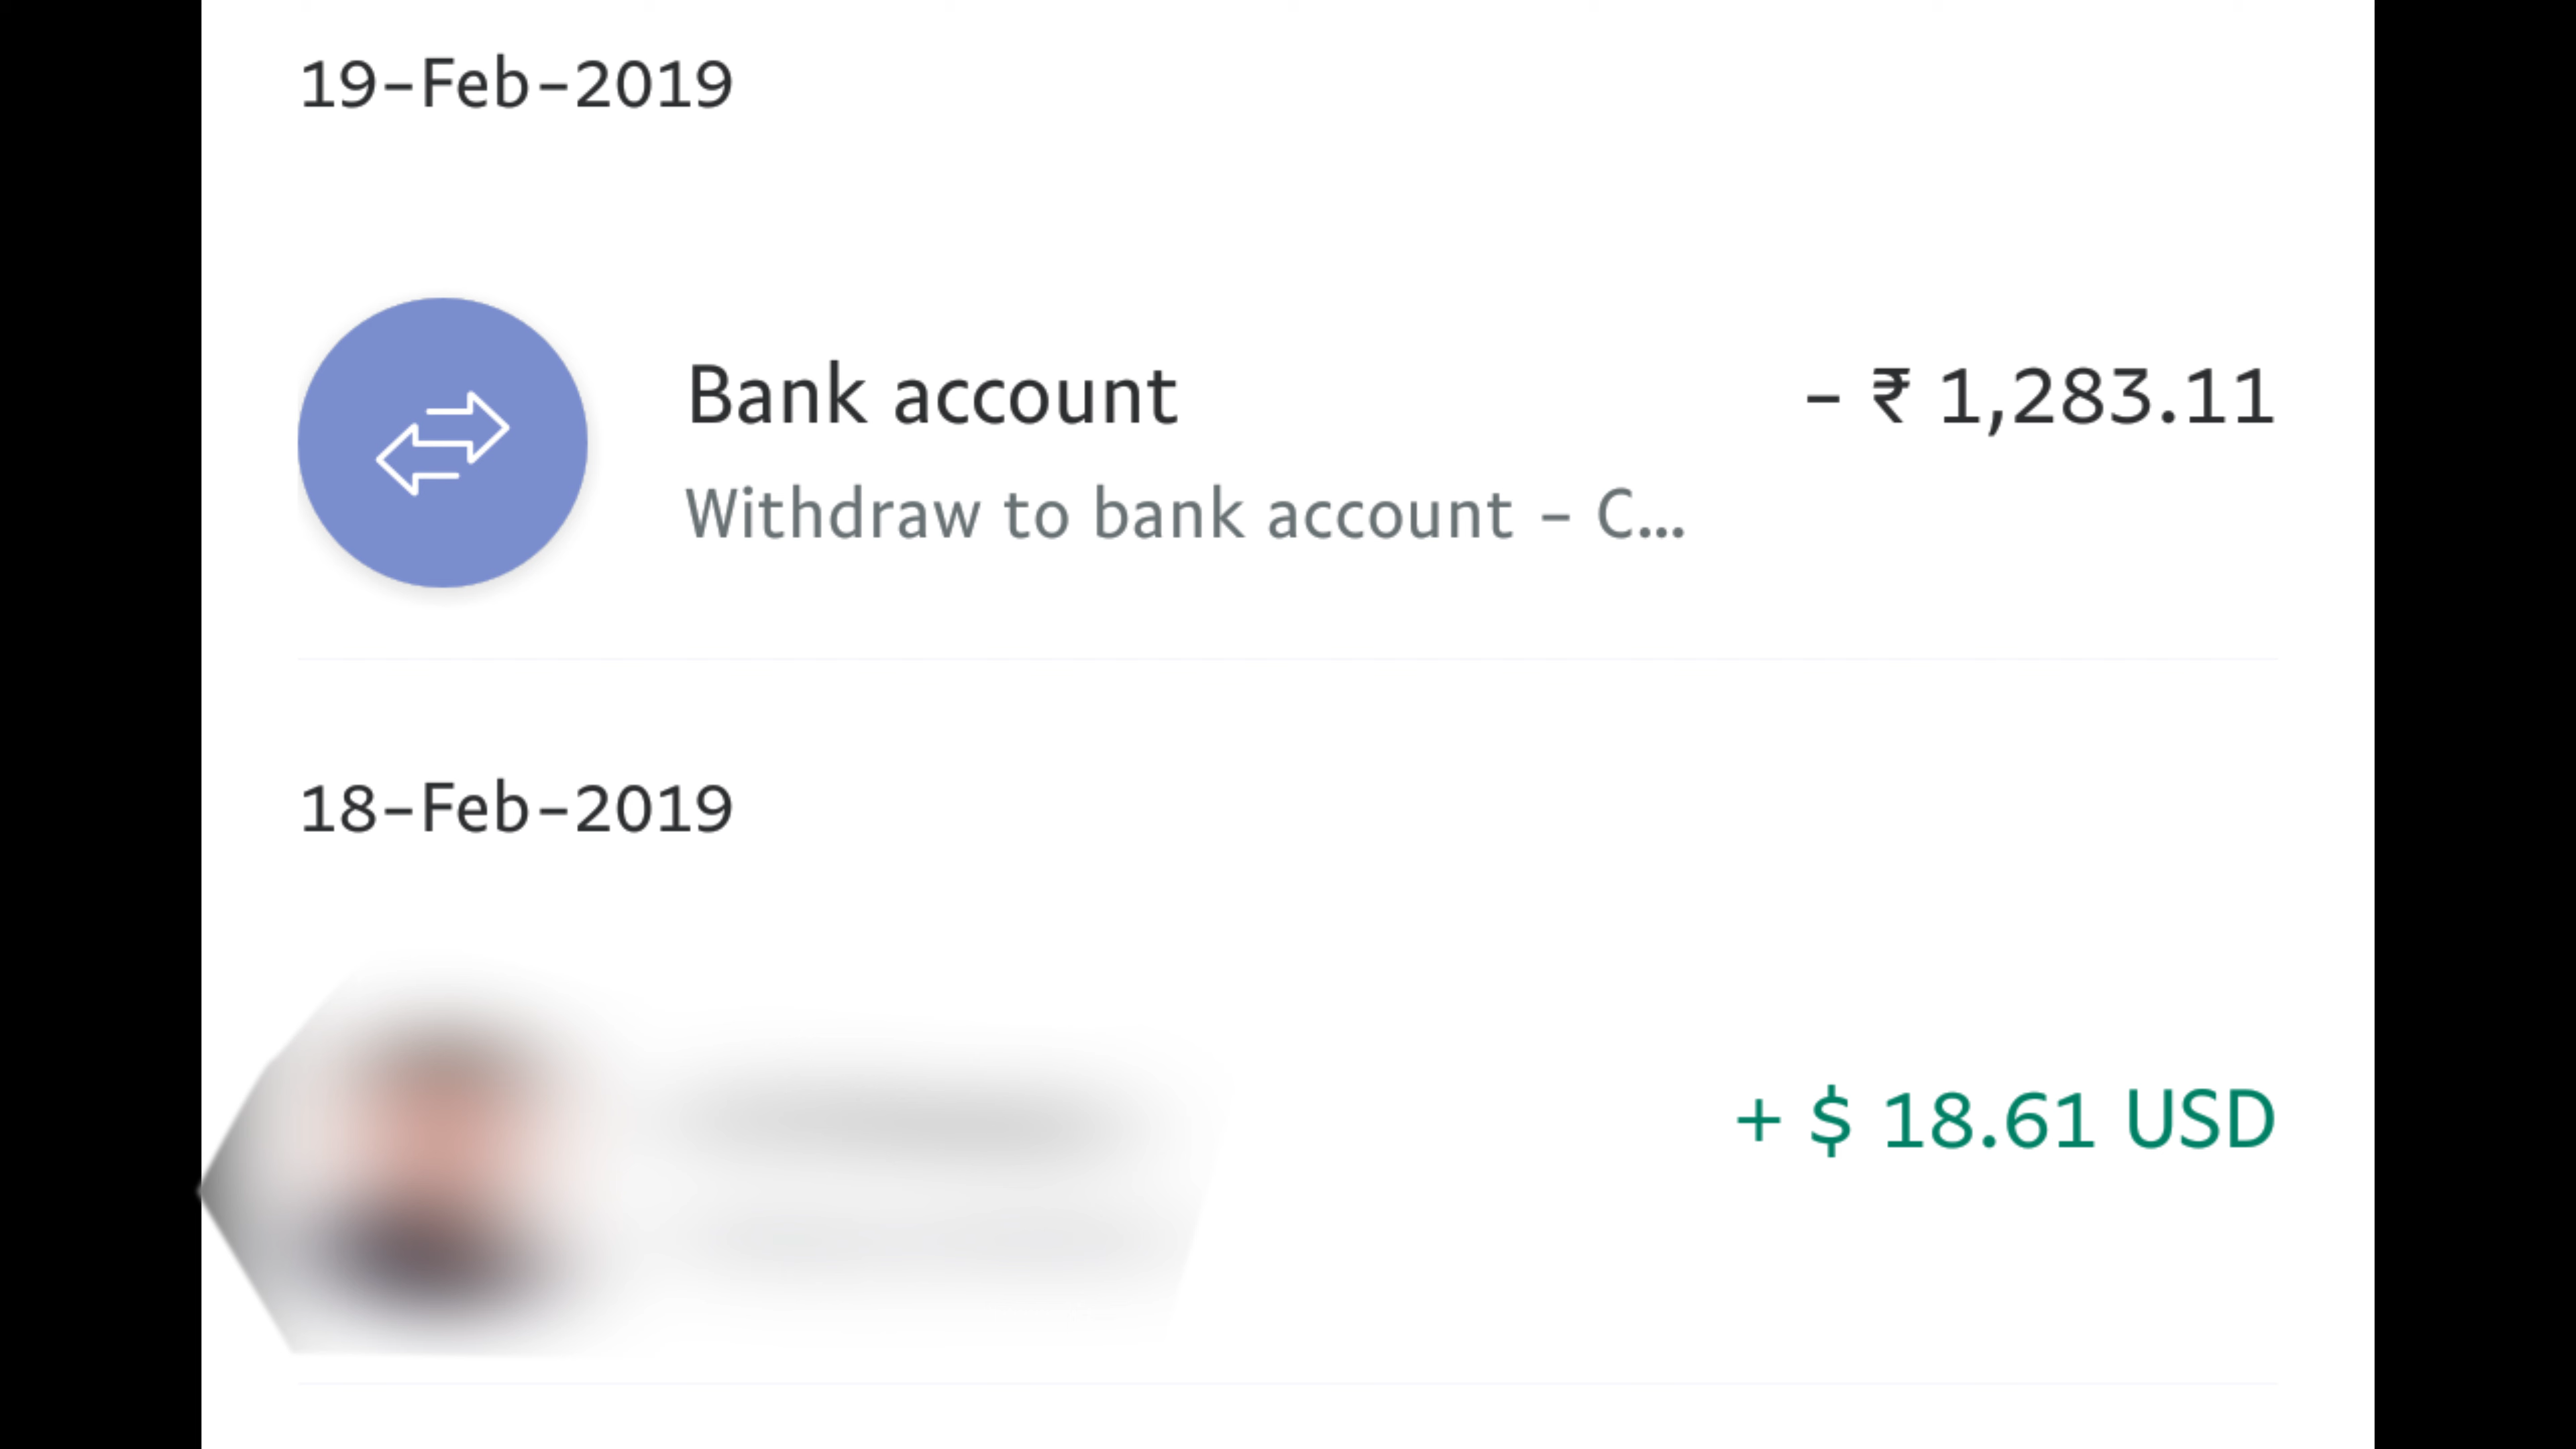 19-Feb-2019
Bank account
- ₹ 1,283.11
Withdraw to bank account - C...
18-Feb-2019
+ $ 18.61 USD